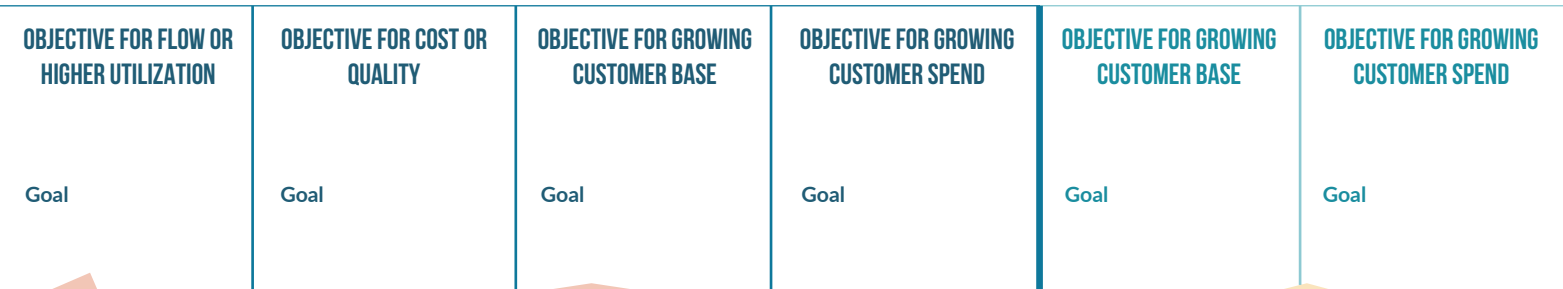 OBJECTIVE FOR FLOW OR
HIGHER UTILIZATION
OBJECTIVE FOR COST OR
QUALITY
OBJECTIVE FOR GROWING
CUSTOMER BASE
OBJECTIVE FOR GROWING
CUSTOMER SPEND
OBJECTIVE FOR GROWING
CUSTOMER BASE
OBJECTIVE FOR GROWING
CUSTOMER SPEND
Goal
Goal
Goal
Goal
Goal
Goal